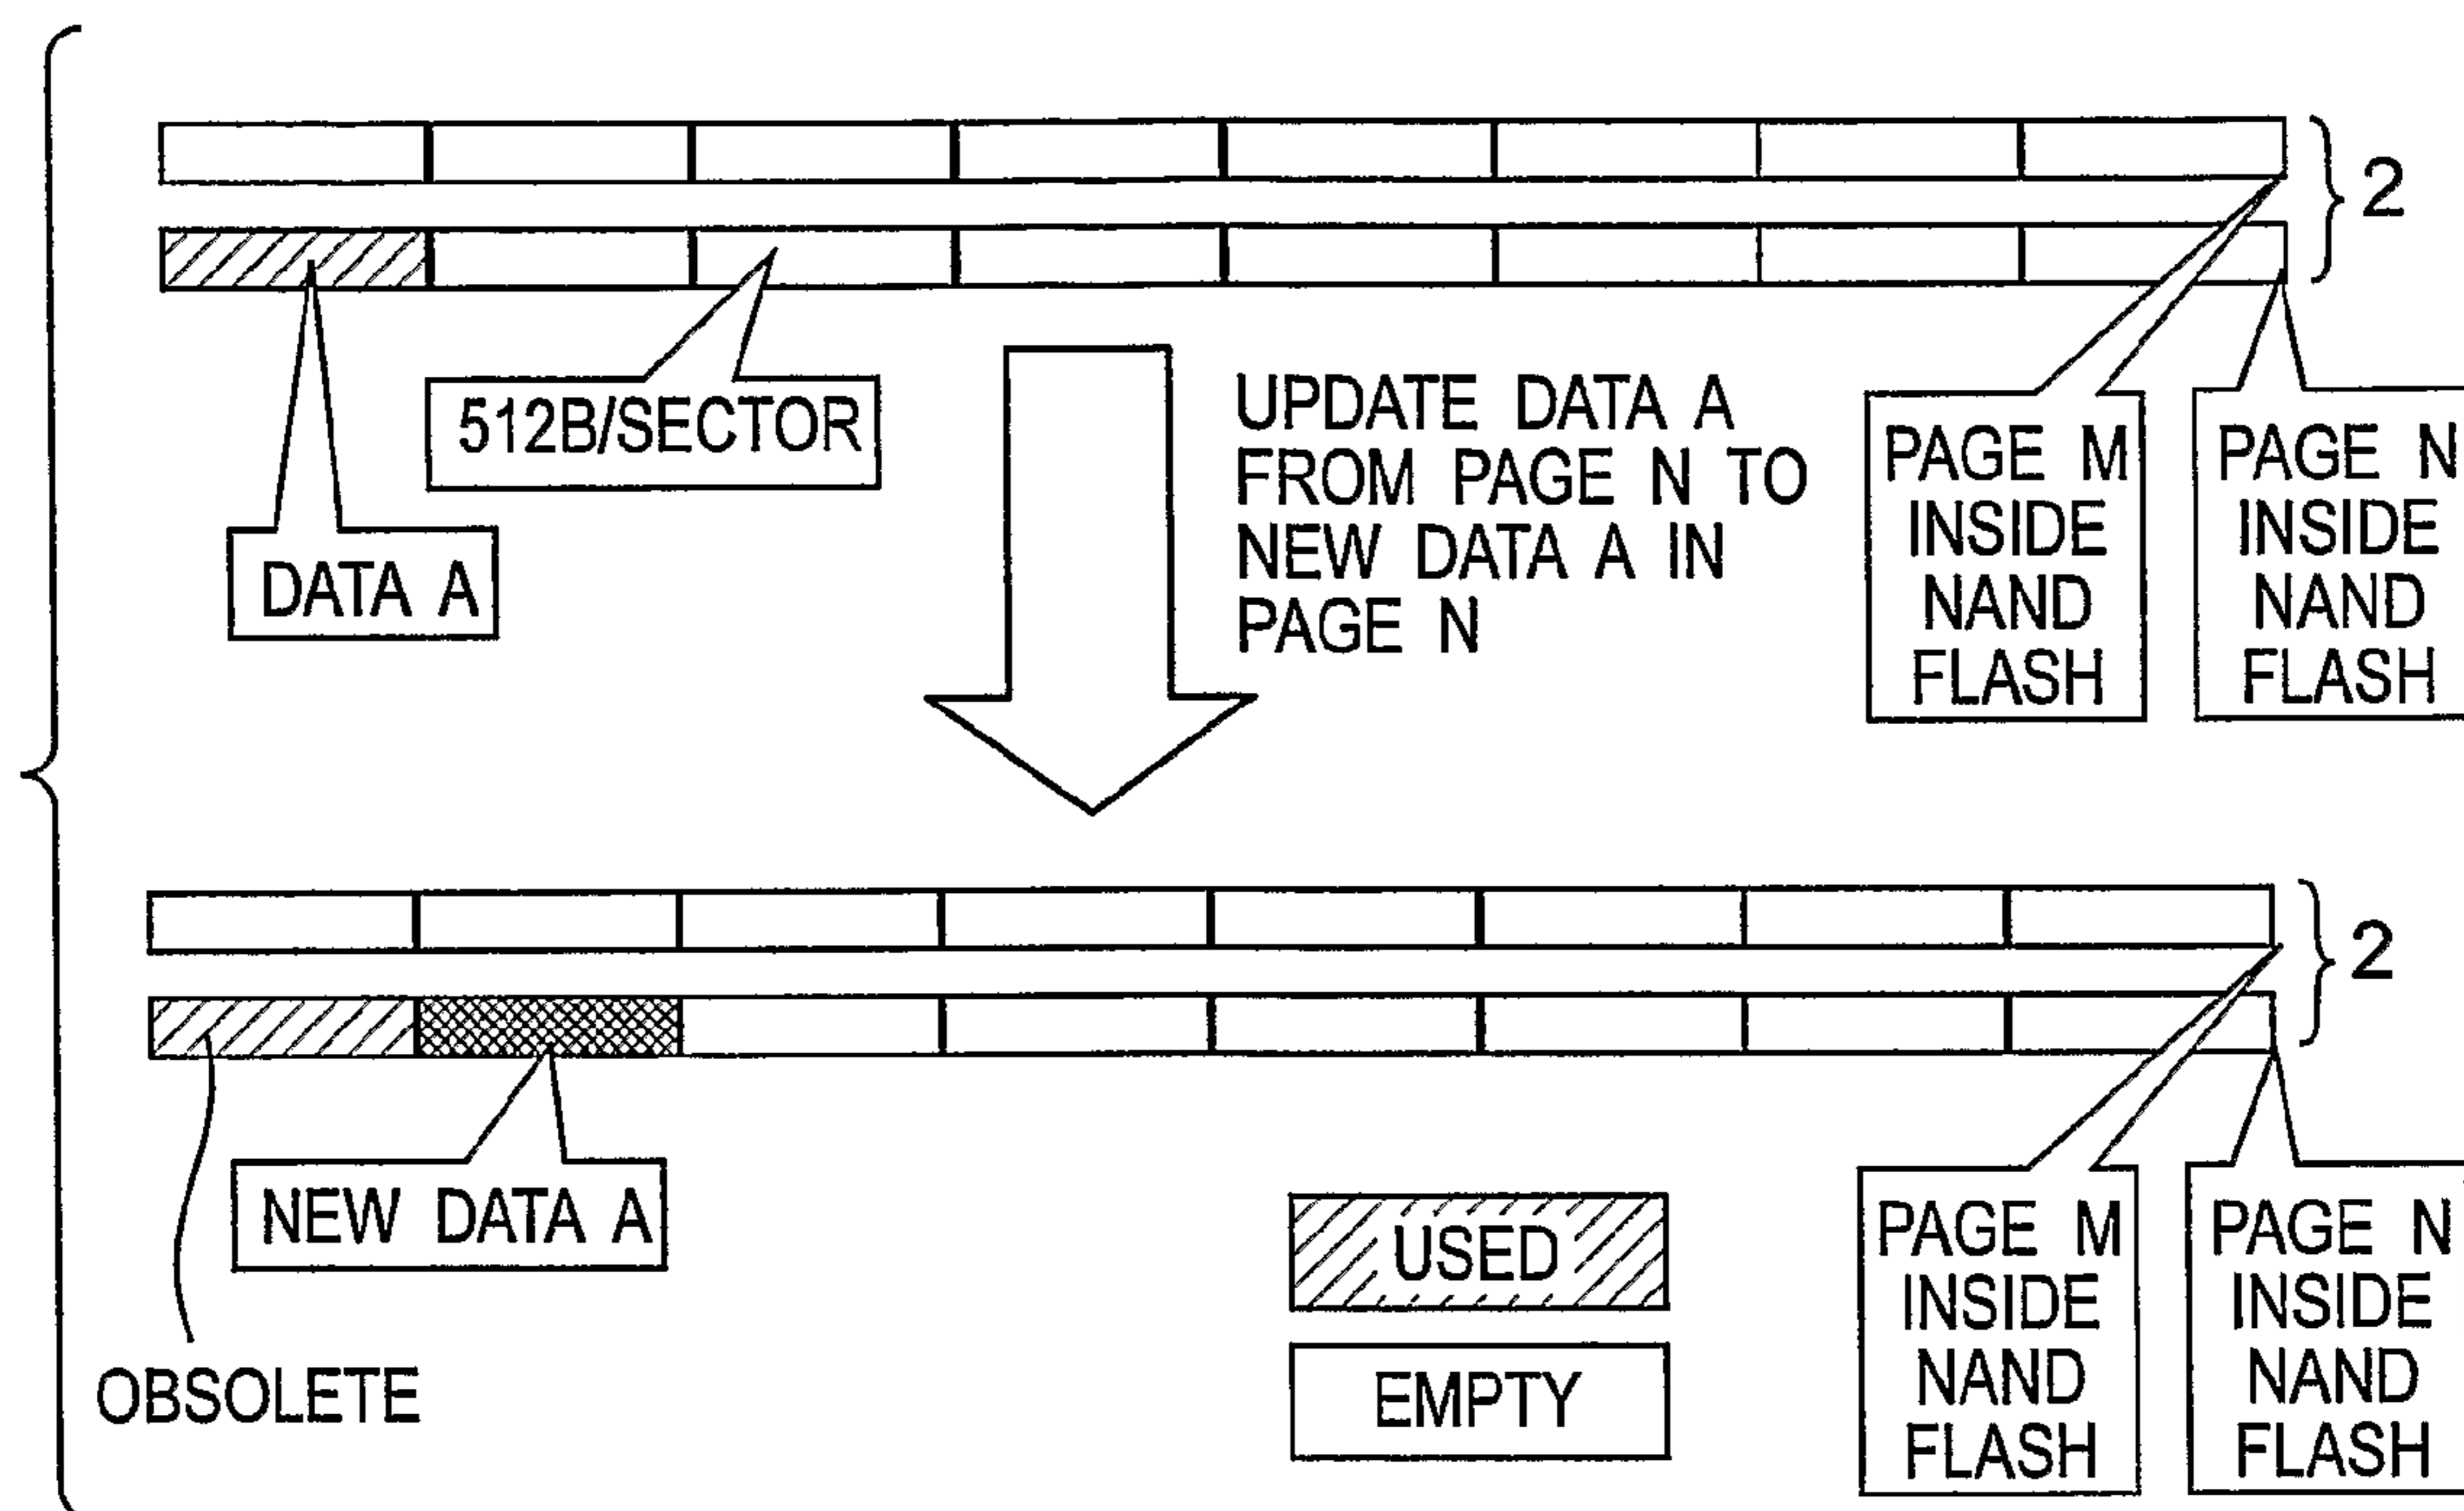 2
DATA A
512B/SECTOR
UPDATE DATA A
FROM PAGE N TO
NEW DATA A IN
PAGE N
PAGE M
INSIDE
NAND
FLASH
PAGE N
INSIDE
NAND
FLASH
2
OBSOLETE
NEW DATA A
USED
EMPTY
PAGE M
INSIDE
NAND
FLASH
PAGE N
INSIDE
NAND
FLASH